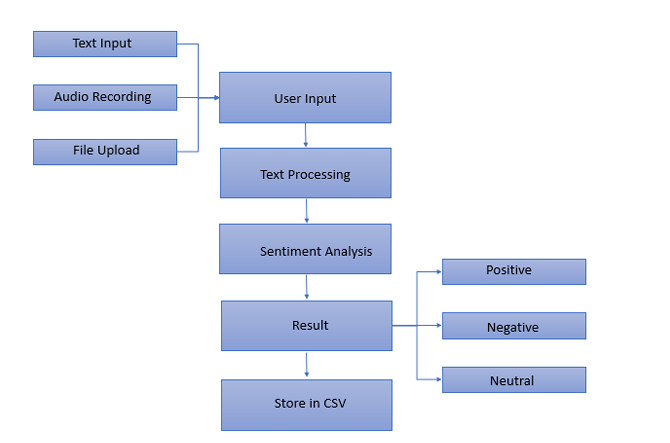 Text Input
Audio Recording
File Upload
User Input
Text Processing
Sentiment Analysis
Result
Store in CSV
Positive
Negative
Neutral